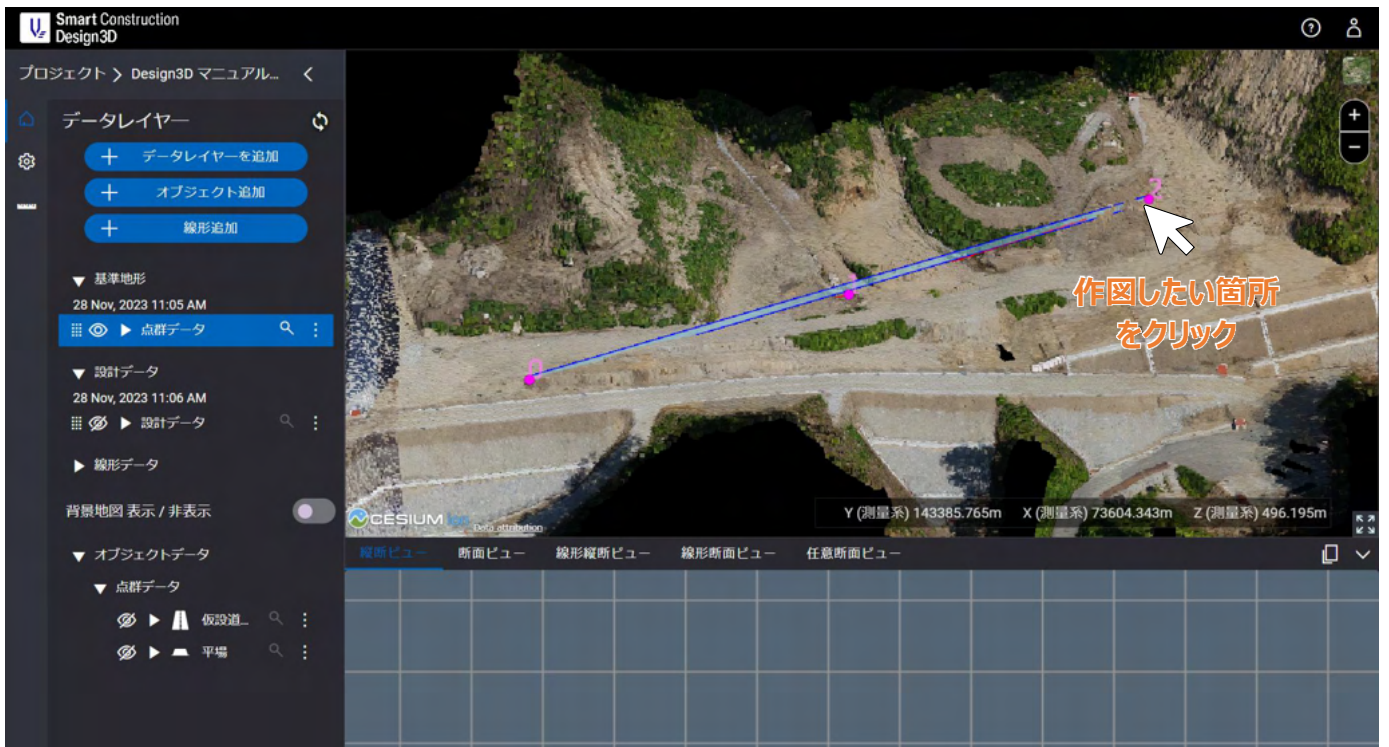 Smart Construction
Design3D
プロジェクト > Design3D マニュアル...
データレイヤー
データレイヤーを追加
オブジェクト追加
線形追加
基準地形
28 Nov, 2023 11:05 AM
点群データ
設計データ
28 Nov, 2023 11:06 AM
設計データ
線形データ
背景地図 表示 / 非表示
オブジェクトデータ
点群データ
仮設道...
平場
0
2
作図したい箇所
をクリック
CESIUM
Data attribution
Y (測量系) 143385.765m X (測量系) 73604.343m Z (測量系) 496.195m
縦断ビュー 断面ビュー 線形縦断ビュー 線形断面ビュー 任意断面ビュー